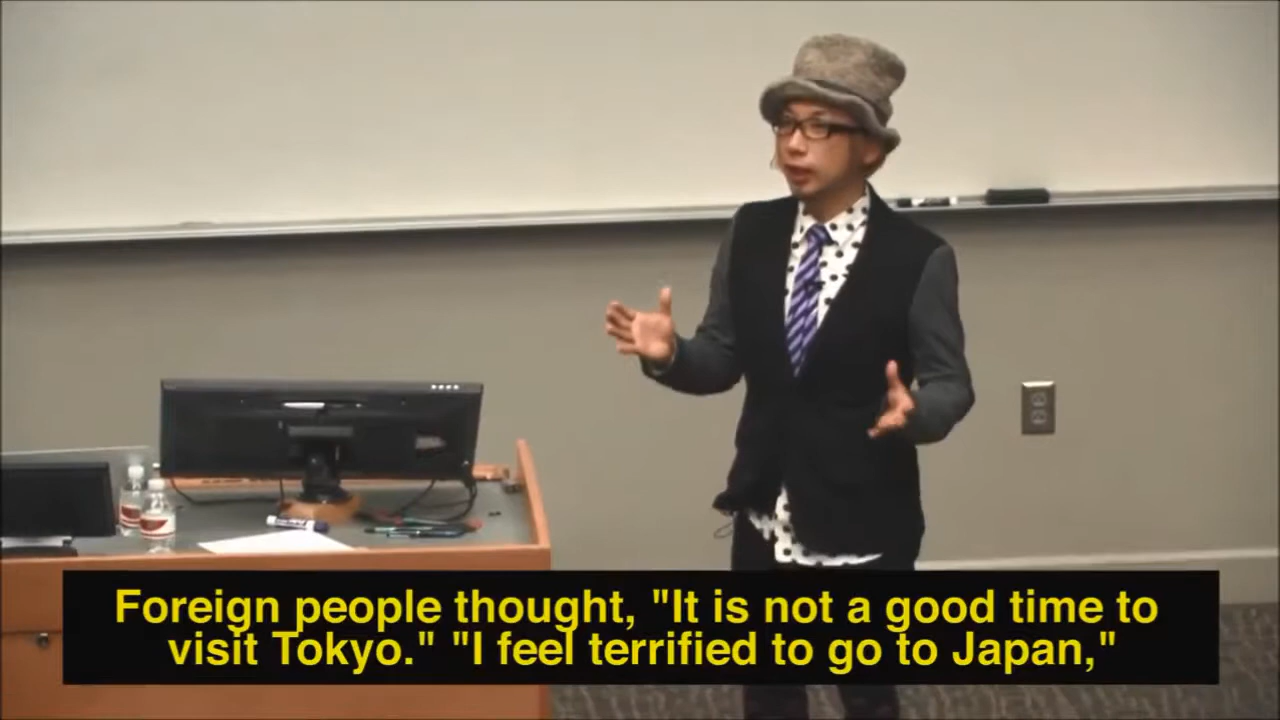 Foreign people thought, "It is not a good time to
visit Tokyo." "I feel terrified to go to Japan,"